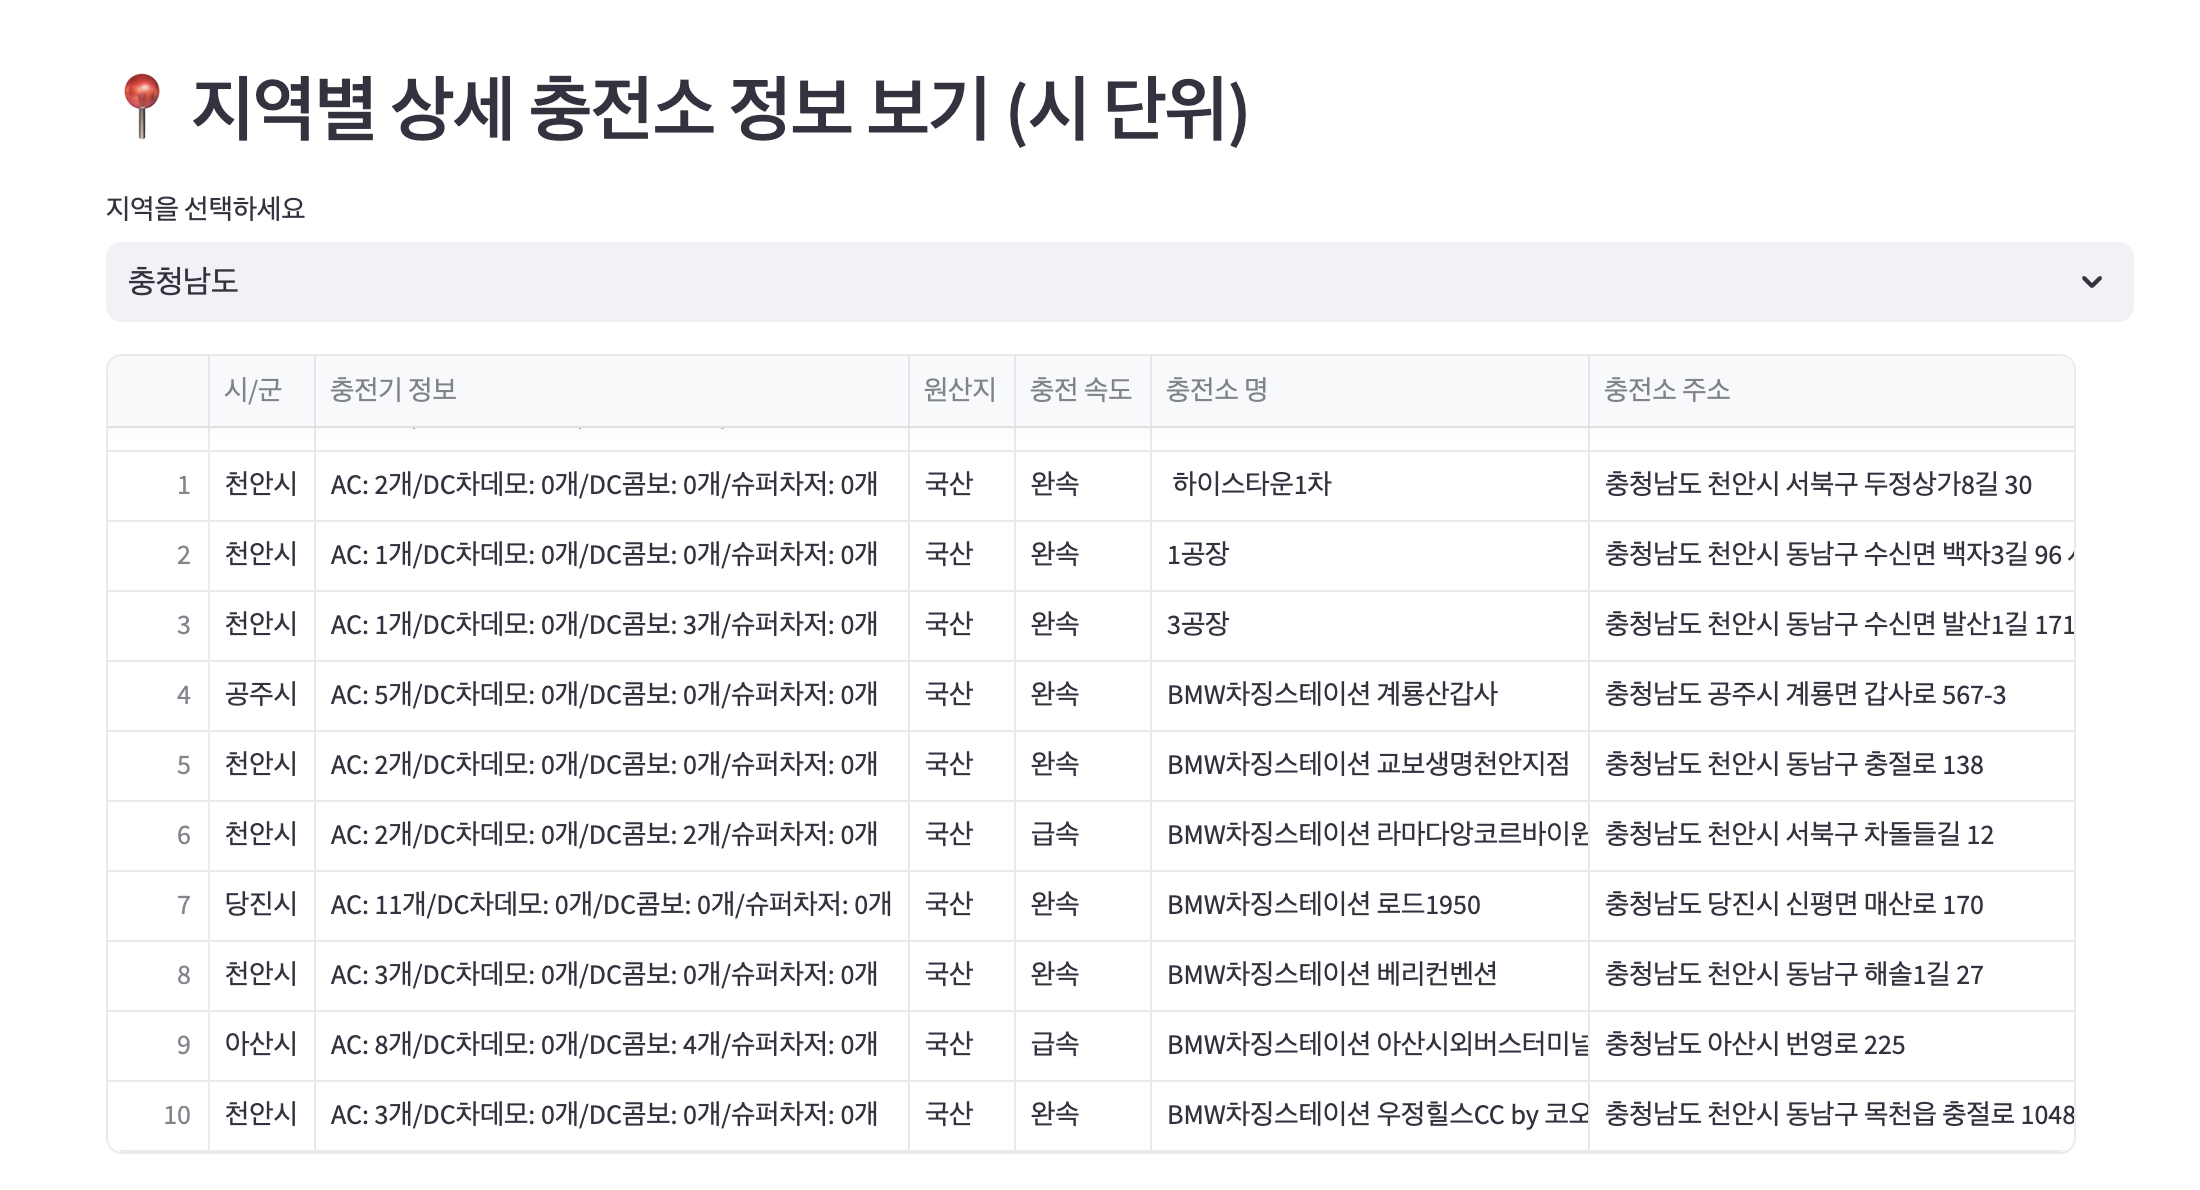 지역별 상세 충전소 정보 보기 (시 단위)
지역을 선택하세요
충청남도
시/군 충전기 정보 원산지 충전 속도 충전소 명 충전소 주소
1 천안시 AC: 2개/DC차데모: 0개/DC콤보: 0개/슈퍼차저: 0개 국산 완속 하이스타운1차 충청남도 천안시 서북구 두정상가8길 30
2 천안시 AC: 1개/DC차데모: 0개/DC콤보: 0개/슈퍼차저: 0개 국산 완속 1공장 충청남도 천안시 동남구 수신면 백자3길 96
3 천안시 AC: 1개/DC차데모: 0개/DC콤보: 3개/슈퍼차저: 0개 국산 완속 3공장 충청남도 천안시 동남구 수신면 발산1길 171
4 공주시 AC: 5개/DC차데모: 0개/DC콤보: 0개/슈퍼차저: 0개 국산 완속 BMW차징스테이션 계룡산갑사 충청남도 공주시 계룡면 갑사로 567-3
5 천안시 AC: 2개/DC차데모: 0개/DC콤보: 0개/슈퍼차저: 0개 국산 완속 BMW차징스테이션 교보생명천안지점 충청남도 천안시 동남구 충절로 138
6 천안시 AC: 2개/DC차데모: 0개/DC콤보: 2개/슈퍼차저: 0개 국산 급속 BMW차징스테이션 라마다앙코르바이윈 충청남도 천안시 서북구 차돌들길 12
7 당진시 AC: 11개/DC차데모: 0개/DC콤보: 0개/슈퍼차저: 0개 국산 완속 BMW차징스테이션 로드1950 충청남도 당진시 신평면 매산로 170
8 천안시 AC: 3개/DC차데모: 0개/DC콤보: 0개/슈퍼차저: 0개 국산 완속 BMW차징스테이션 베리컨벤션 충청남도 천안시 동남구 해솔1길 27
9 아산시 AC: 8개/DC차데모: 0개/DC콤보: 4개/슈퍼차저: 0개 국산 급속 BMW차징스테이션 아산시외버스터미널 충청남도 아산시 번영로 225
10 천안시 AC: 3개/DC차데모: 0개/DC콤보: 0개/슈퍼차저: 0개 국산 완속 BMW차징스테이션 우정힐스CC by 코오 충청남도 천안시 동남구 목천읍 충절로 1048